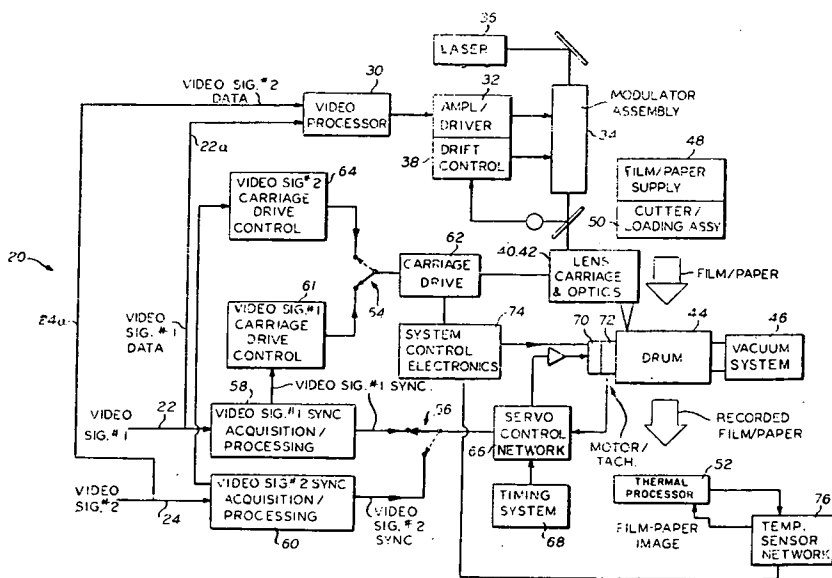 35
LASER
VIDEO SIG. #2
DATA
30
VIDEO
PROCESSOR
32
AMPL/
DRIVER
38
DRIFT
CONTROL
MODULATOR
ASSEMBLY
34
22a
48
FILM/PAPER
SUPPLY
50
CUTTER/
LOADING ASSY
VIDEO SIG #2
CARRIAGE
DRIVE
CONTROL
64
20
24a
VIDEO
SIG #1
DATA
61
VIDEO SIG.#1
CARRIAGE
DRIVE
CONTROL
54
62
CARRIAGE
DRIVE
40,42
LENS
CARRIAGE
& OPTICS
FILM/PAPER
74
SYSTEM
CONTROL
ELECTRONICS
70
72
44
DRUM
46
VACUUM
SYSTEM
58
VIDEO SIG. #1 SYNC.
22
VIDEO
SIG. #1
VIDEO SIG.#1 SYNC
ACQUISITION/
PROCESSING
56
SERVO
CONTROL
NETWORK
66
MOTOR/
TACH.
RECORDED
FILM/PAPER
VIDEO
SIG.#2
24
VIDEO SIG.#2 SYNC
ACQUISITION/
PROCESSING
60
VIDEO
SIG. #2
SYNC
TIMING
SYSTEM
68
52
THERMAL
PROCESSOR
FILM-PAPER
IMAGE
76
TEMP.
SENSOR
NETWORK